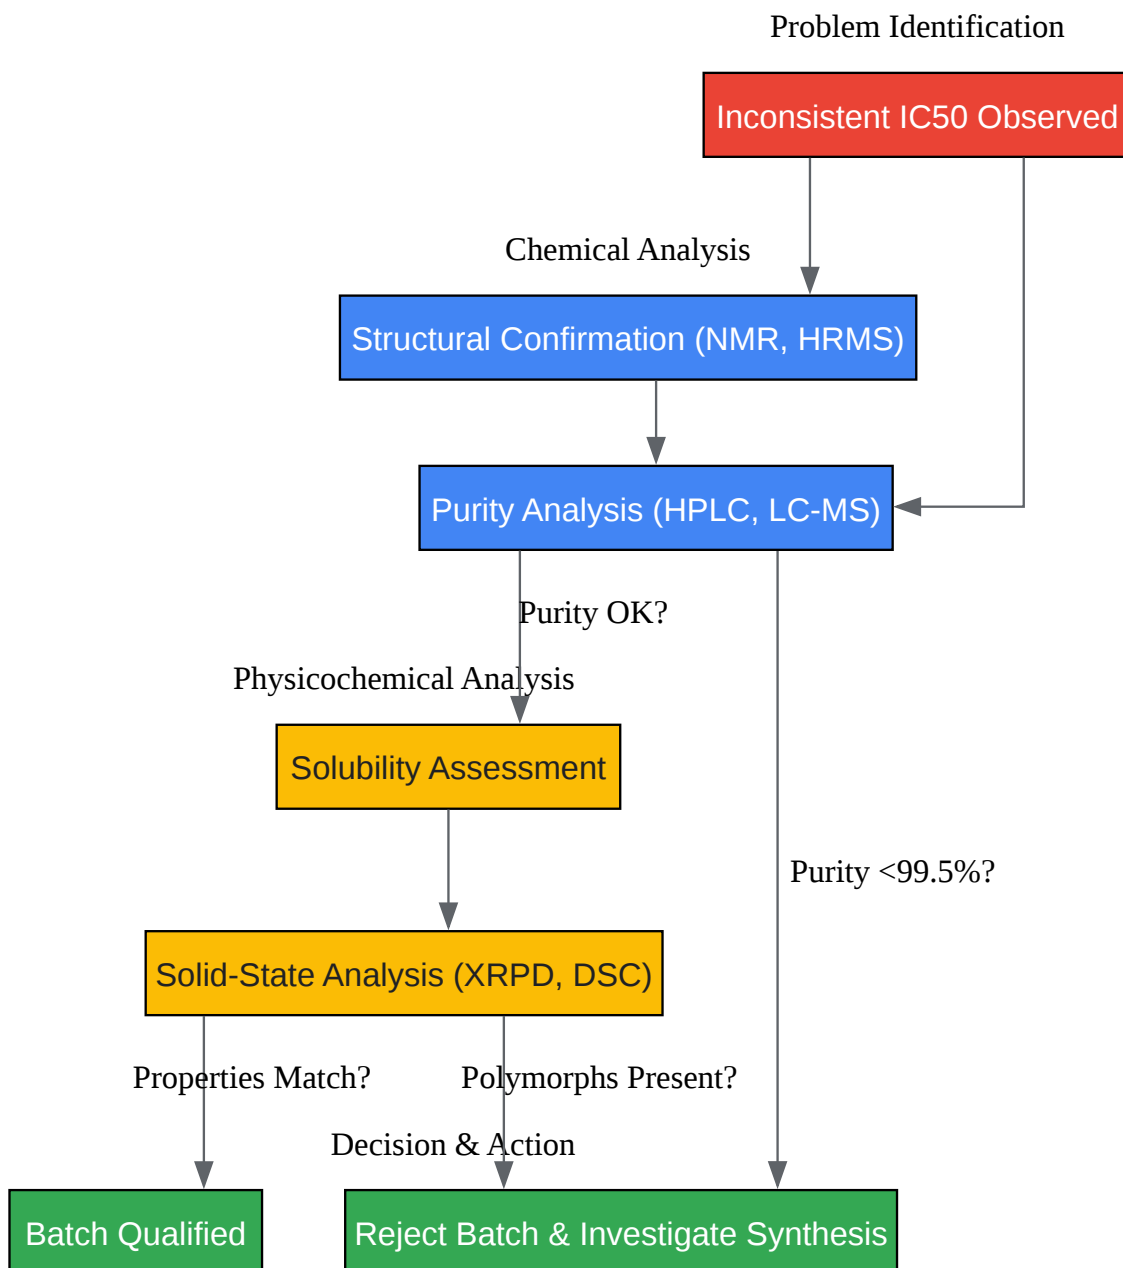 Problem Identification
Inconsistent IC50 Observed
Chemical Analysis
Structural Confirmation (NMR, HRMS)
Purity Analysis (HPLC, LC-MS)
Purity OK?
Physicochemical Analysis
Solubility Assessment
Purity <99.5%?
Solid-State Analysis (XRPD, DSC)
Properties Match?
Polymorphs Present?
Decision & Action
Batch Qualified
Reject Batch & Investigate Synthesis